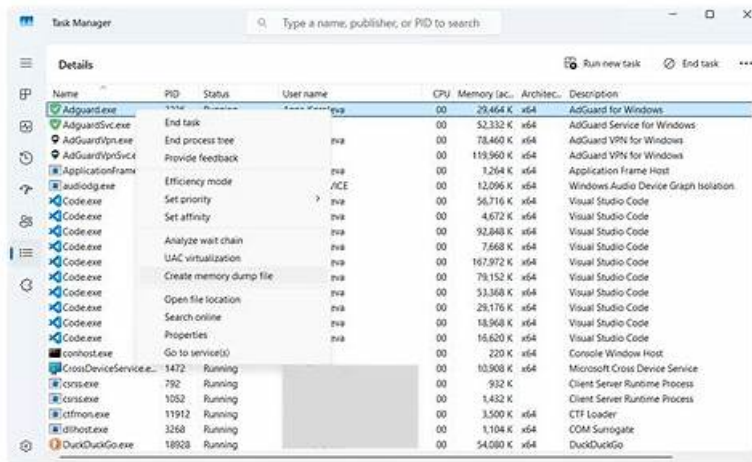 Task Manager
Type a name, publisher, or PID to search
Details
Run new task
End task
Name PID Status User name CPU Memory (ac... Architec... Description
Adguard.exe 00 29,464 K x64 AdGuard for Windows
AdguardSvc.exe 00 52,332 K x64 AdGuard Service for Windows
AdGuardVpn.exe eva 00 78,460 K x64 AdGuard VPN for Windows
AdGuardVpnSvc.e 00 119,960 K x64 AdGuard VPN for Windows
ApplicationFrame eva 00 1,264 K x64 Application Frame Host
audiodg.exe VICE 00 12,096 K x64 Windows Audio Device Graph Isolation
Code.exe eva 00 56,716 K x64 Visual Studio Code
Code.exe eva 00 4,672 K x64 Visual Studio Code
Code.exe eva 00 92,848 K x64 Visual Studio Code
Code.exe eva 00 7,668 K x64 Visual Studio Code
Code.exe eva 00 167,972 K x64 Visual Studio Code
Code.exe eva 00 79,152 K x64 Visual Studio Code
Code.exe eva 00 53,368 K x64 Visual Studio Code
Code.exe eva 00 29,176 K x64 Visual Studio Code
Code.exe eva 00 18,968 K x64 Visual Studio Code
Code.exe eva 00 16,620 K x64 Visual Studio Code
conhost.exe 00 220 K x64 Console Window Host
CrossDeviceService.e... 1472 Running 00 10,908 K x64 Microsoft Cross Device Service
csrss.exe 792 Running 00 932 K Client Server Runtime Process
csrss.exe 1052 Running 00 1,432 K Client Server Runtime Process
ctfmon.exe 11912 Running 00 3,500 K x64 CTF Loader
dllhost.exe 3268 Running 00 1,104 K x64 COM Surrogate
DuckDuckGo.exe 18928 Running 00 54,080 K x64 DuckDuckGo
End task
End process tree
Provide feedback
Efficiency mode
Set priority
Set affinity
Analyze wait chain
UAC virtualization
Create memory dump file
Open file location
Search online
Properties
Go to service(s)